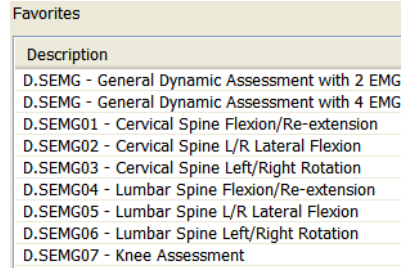 Favorites
Description
D.SEMG - General Dynamic Assessment with 2 EMG
D.SEMG - General Dynamic Assessment with 4 EMG
D.SEMG01 - Cervical Spine Flexion/Re-extension
D.SEMG02 - Cervical Spine L/R Lateral Flexion
D.SEMG03 - Cervical Spine Left/Right Rotation
D.SEMG04 - Lumbar Spine Flexion/Re-extension
D.SEMG05 - Lumbar Spine L/R Lateral Flexion
D.SEMG06 - Lumbar Spine Left/Right Rotation
D.SEMG07 - Knee Assessment